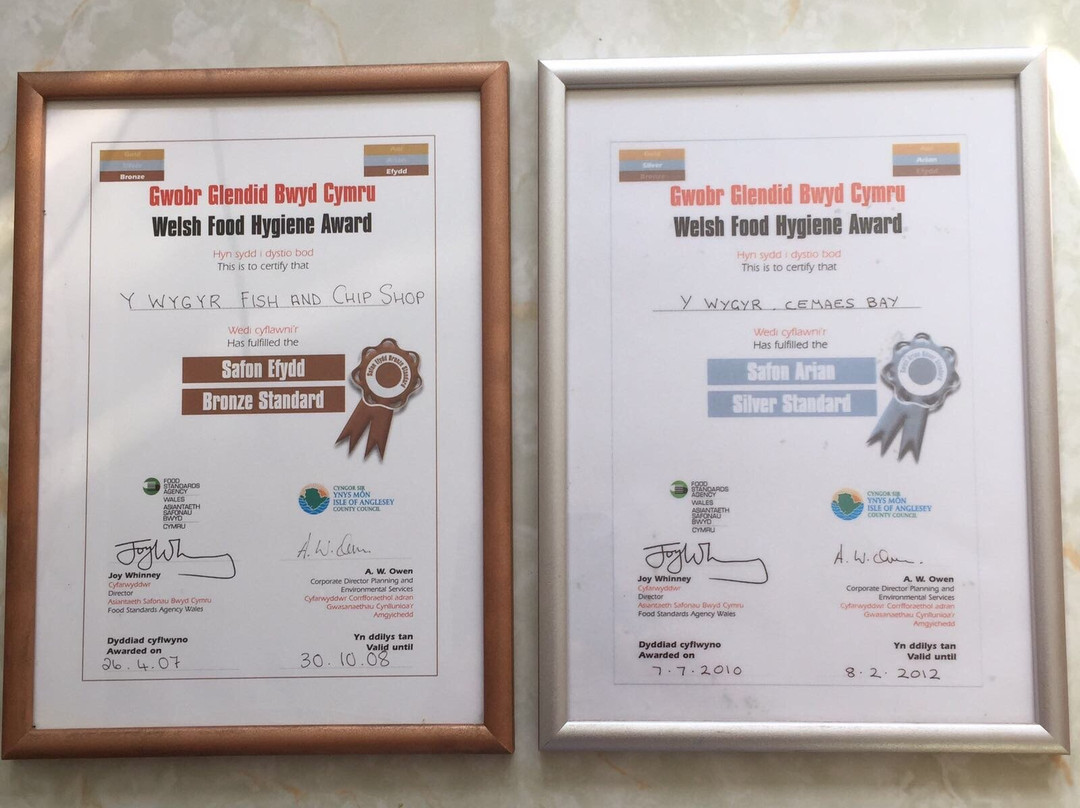 Bronze
Efydd
Gwobr Glendid Bwyd Cymru
Welsh Food Hygiene Award
Hyn sydd i dystio bod
This is to certify that
Y WYGYR FISH AND CHIP SHOP
Wedi cyflawni'r
Has fulfilled the
Safon Efydd
Bronze Standard
Safon Efydd Bronze Standard
FOOD
STANDARDS
AGENCY
WALES
ASIANTAETH
SAFONAU
BWYD
CYMRU
CYNGOR SIR
YNYS MÔN
ISLE OF ANGLESEY
COUNTY COUNCIL
A.W. Owen
Joy Whinney
Cyfarwyddwr
Director
Asiantaeth Safonau Bwyd Cymru
Food Standards Agency Wales
A. W. Owen
Corporate Director Planning and
Environmental Services
Cyfarwyddwr Corfforaethol adran
Gwasanaethau Cynllunio a'r
Amgylchedd
Dyddiad cyflwyno
Awarded on
26.4.07
Yn ddilys tan
Valid until
30.10.08
Silver
Arian
Gwobr Glendid Bwyd Cymru
Welsh Food Hygiene Award
Hyn sydd i dystio bod
This is to certify that
Y WYGYR. CEMAES BAY
Wedi cyflawni'r
Has fulfilled the
Safon Arian
Silver Standard
FOOD
STANDARDS
AGENCY
WALES
ASIANTAETH
SAFONAU
BWYD
CYMRU
CYNGOR SIR
YNYS MÔN
ISLE OF ANGLESEY
COUNTY COUNCIL
A.W. Owen.
Joy Whinney
Cyfarwyddwr
Director
Asiantaeth Safonau Bwyd Cymru
Food Standards Agency Wales
A. W. Owen
Corporate Director Planning and
Environmental Services
Cyfarwyddwr Corfforaethol adran
Gwasanaethau Cynllunio a'r
Amgylchedd
Dyddiad cyflwyno
Awarded on
7.7.2010
Yn ddilys tan
Valid until
8.2.2012